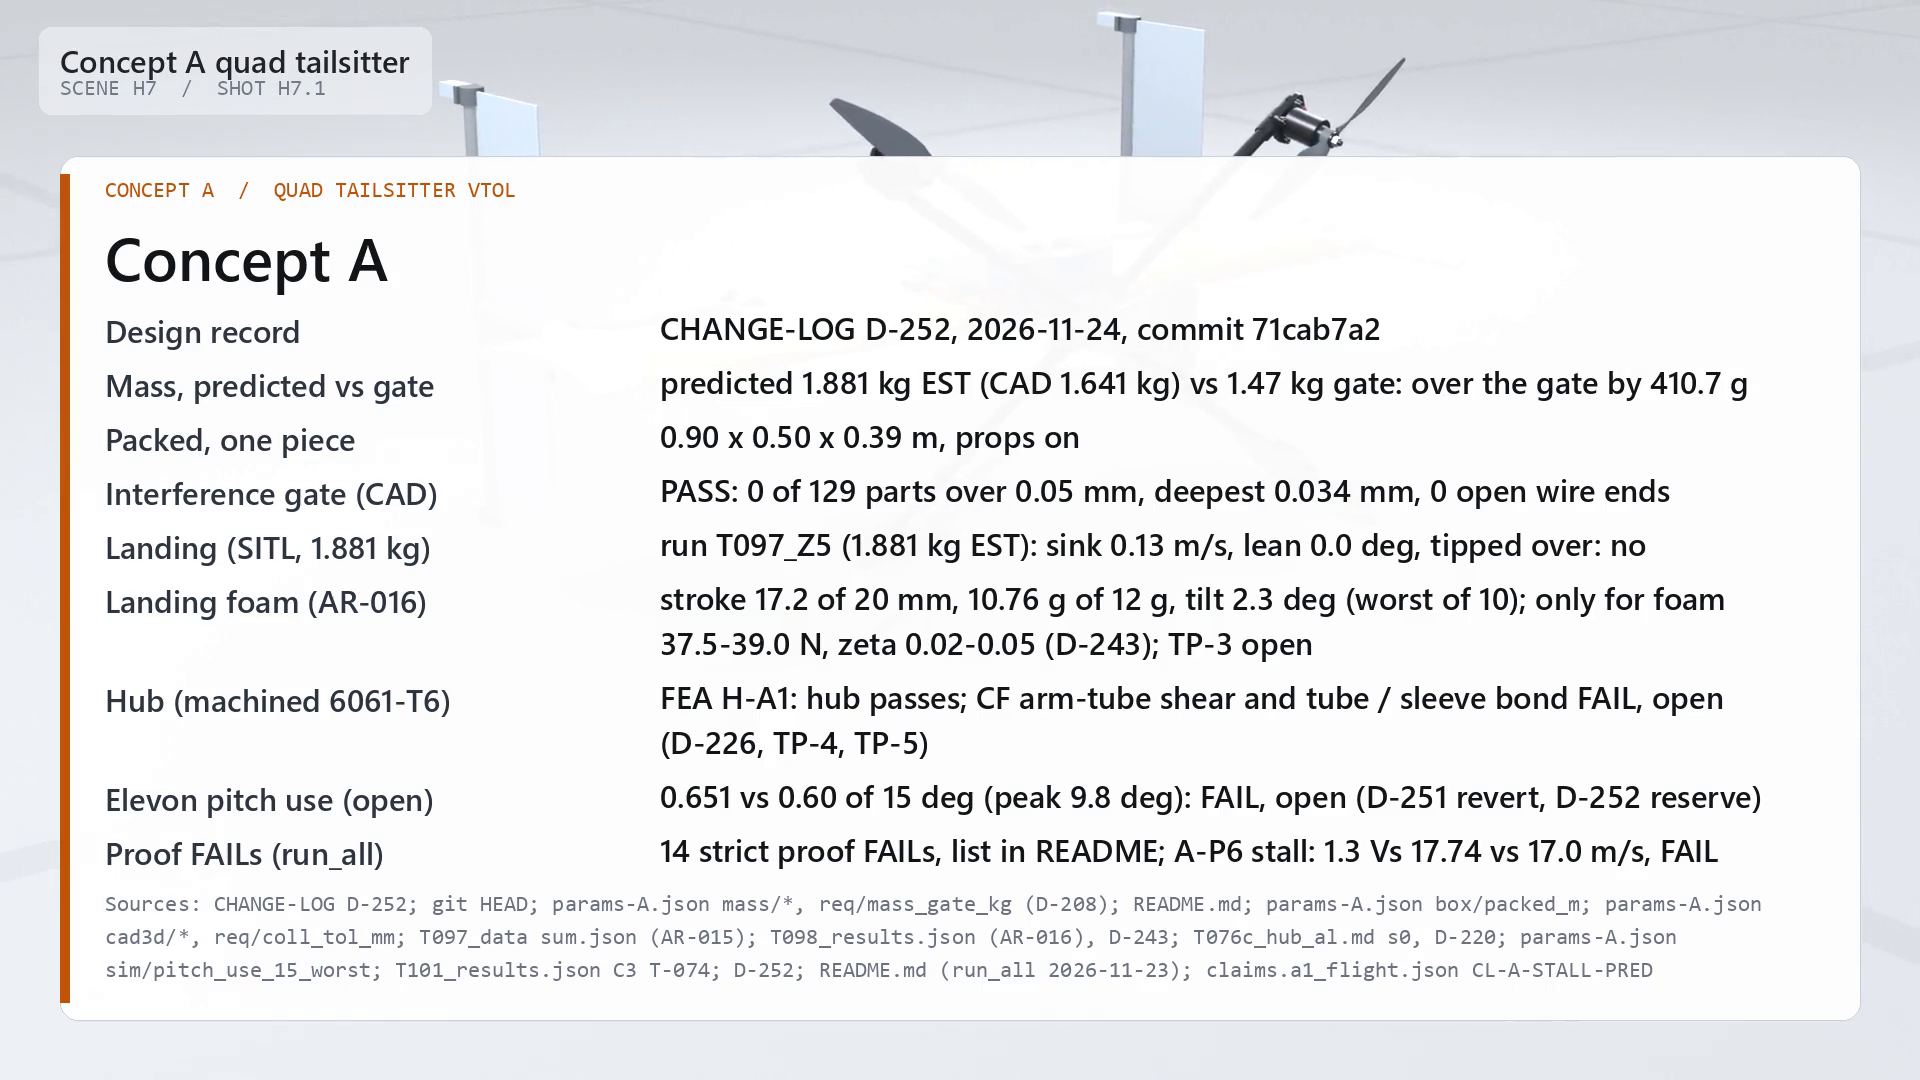 Concept A quad tailsitter
SCENE H7 / SHOT H7.1
CONCEPT A / QUAD TAILSITTER VTOL
Concept A
Design record
CHANGE-LOG D-252, 2026-11-24, commit 71cab7a2
Mass, predicted vs gate
predicted 1.881 kg EST (CAD 1.641 kg) vs 1.47 kg gate: over the gate by 410.7 g
Packed, one piece
0.90 x 0.50 x 0.39 m, props on
Interference gate (CAD)
PASS: 0 of 129 parts over 0.05 mm, deepest 0.034 mm, 0 open wire ends
Landing (SITL, 1.881 kg)
run T097_Z5 (1.881 kg EST): sink 0.13 m/s, lean 0.0 deg, tipped over: no
Landing foam (AR-016)
stroke 17.2 of 20 mm, 10.76 g of 12 g, tilt 2.3 deg (worst of 10); only for foam
37.5-39.0 N, zeta 0.02-0.05 (D-243); TP-3 open
Hub (machined 6061-T6)
FEA H-A1: hub passes; CF arm-tube shear and tube / sleeve bond FAIL, open
(D-226, TP-4, TP-5)
Elevon pitch use (open)
0.651 vs 0.60 of 15 deg (peak 9.8 deg): FAIL, open (D-251 revert, D-252 reserve)
Proof FAILs (run_all)
14 strict proof FAILs, list in README; A-P6 stall: 1.3 Vs 17.74 vs 17.0 m/s, FAIL
Sources: CHANGE-LOG D-252; git HEAD; params-A.json mass/*, req/mass_gate_kg (D-208); README.md; params-A.json box/packed_m; params-A.json
cad3d/*, req/coll_tol_mm; T097_data sum.json (AR-015); T098_results.json (AR-016), D-243; T076c_hub_al.md s0, D-220; params-A.json
sim/pitch_use_15_worst; T101_results.json C3 T-074; D-252; README.md (run_all 2026-11-23); claims.a1_flight.json CL-A-STALL-PRED